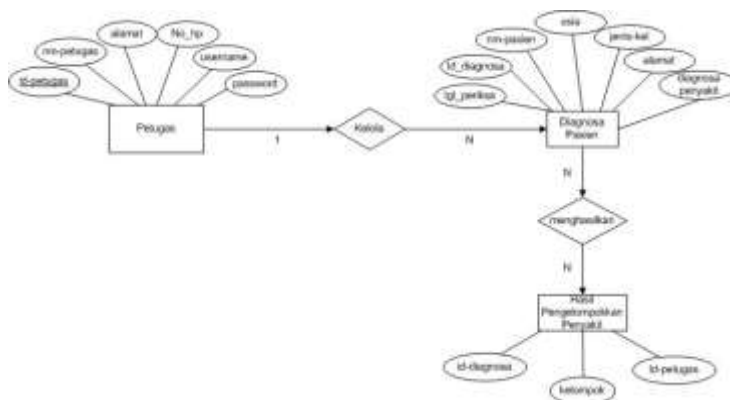 alamat
No_hp
nm-petugas
username
Id-petugas
password
Petugas
1
Kelola
N
usia
nm-pasien
jenis-kel
Id_diagnosa
alamat
tgl_periksa
diagnosa
penyakit
Diagnosa
Pasien
N
menghasilkan
N
Hasil
Pengelompokkan
Penyakit
id-diagnosa
kelompok
Id-petugas